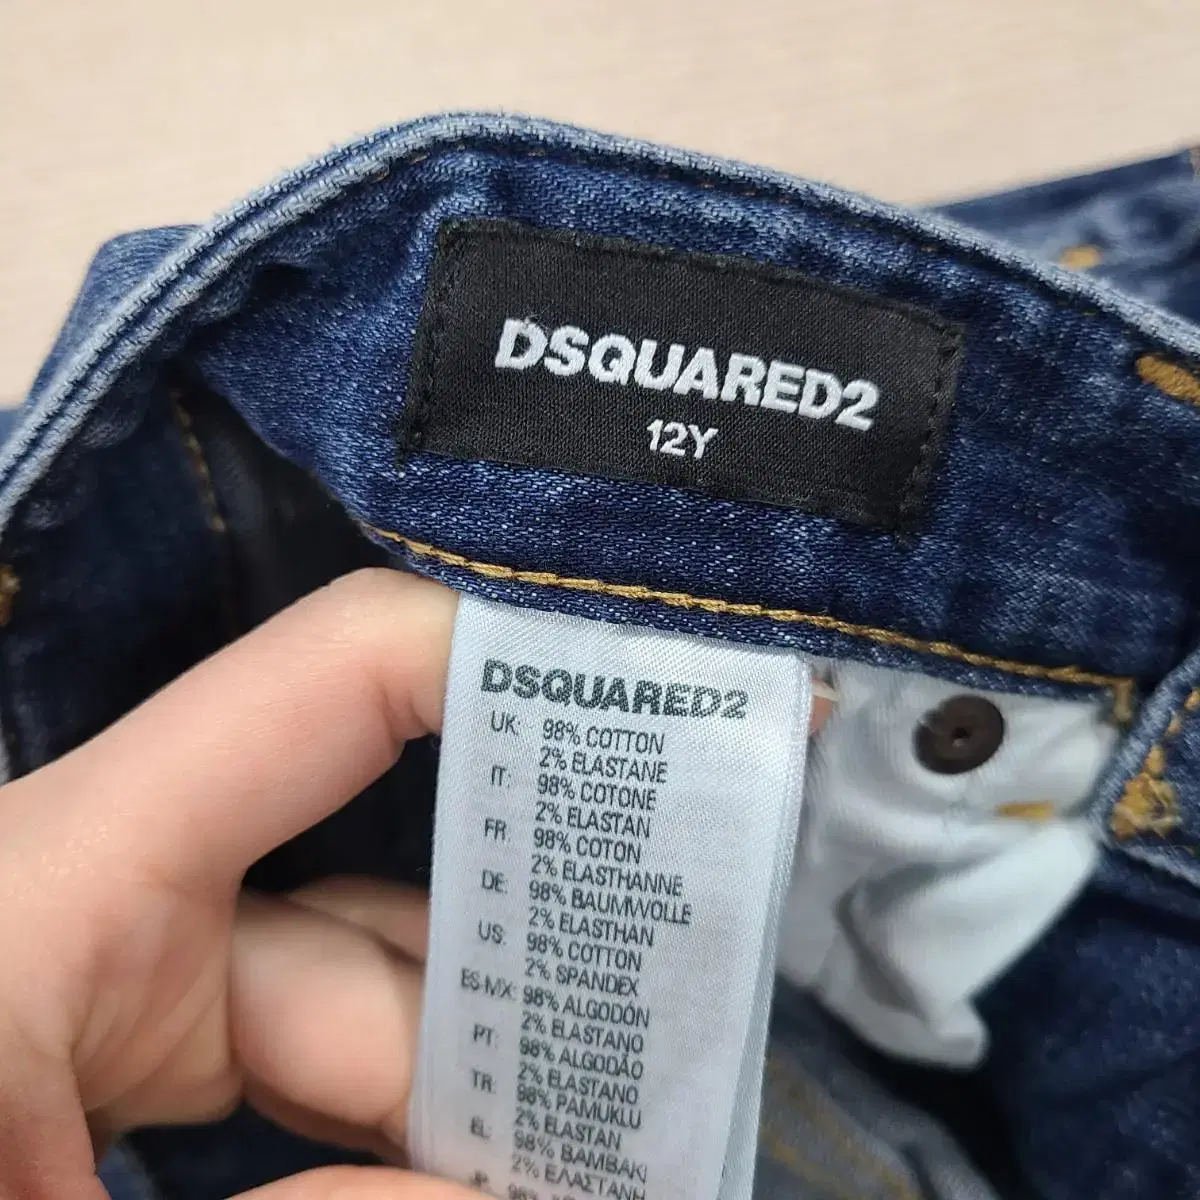 DSQUARED2
12Y
DSQUARED2
UK: 98% COTTON
2% ELASTANE
IT: 98% COTONE
2% ELASTAN
FR: 98% COTON
2% ELASTHANNE
DE: 98% BAUMWOLLE
2% ELASTHAN
US: 98% COTTON
2% SPANDEX
ES-MX: 98% ALGODÓN
2% ELASTANO
PT: 98% ALGODÃO
2% ELASTANO
TR: 98% PAMUKLU
2% ELASTAN
EL: 98% ΒΑΜΒΑΚΙ
2% ΕΛΑΣΤΑΝΗ
JP: 98%